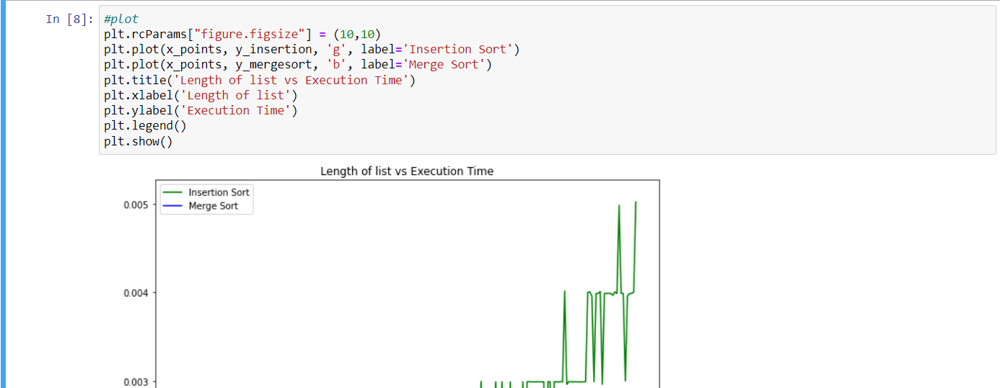 In [8]: #plot
plt.rcParams["figure.figsize"] = (10,10)
plt.plot(x_points, y_insertion, 'g', label='Insertion Sort')
plt.plot(x_points, y_mergesort, 'b', label='Merge Sort')
plt.title('Length of list vs Execution Time')
plt.xlabel('Length of list')
plt.ylabel('Execution Time')
plt.legend()
plt.show()
Length of list vs Execution Time
Insertion Sort
Merge Sort
0.005
0.004
0.003